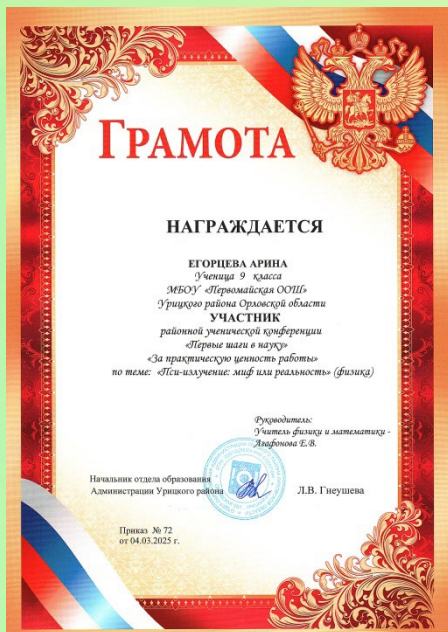 ГРАМОТА
НАГРАЖДАЕТСЯ
ЕГОРЦЕВА АРИНА
Ученица 9 класса
МБОУ «Первомайская ООШ»
Урицкого района Орловской области
УЧАСТНИК
районной ученической конференции
«Первые шаги в науку»
«За практическую ценность работы»
по теме: «Пси-излучение: миф или реальность» (физика)
Руководитель:
Учитель физики и математики -
Агафонова Е.В.
Начальник отдела образования
Администрации Урицкого района Л.В. Гнеушева
Приказ № 72
от 04.03.2025 г.